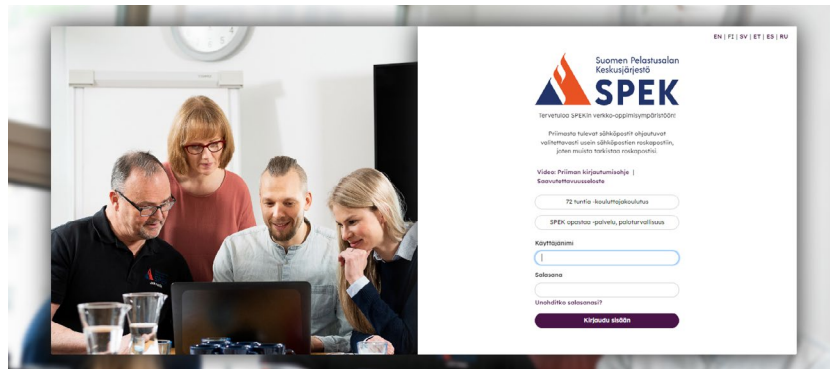 EN | FI | SV | ET | ES | RU
Suomen Pelastusalan
Keskusjärjestö
SPEK
Tervetuloa SPEKin verkko-oppimisympäristöön!
Priimasta tulevat sähköpostit ohjautuvat
valitettavasti usein sähköpostien roskapostiin,
joten muista tarkistaa roskapostisi.
Video: Priiman kirjautumisohje |
Saavutettavuusseloste
72 tuntia -kouluttajakoulutus
SPEK opastaa -palvelu, paloturvallisuus
Käyttäjänimi
Salasana
Unohditko salasanasi?
Kirjaudu sisään